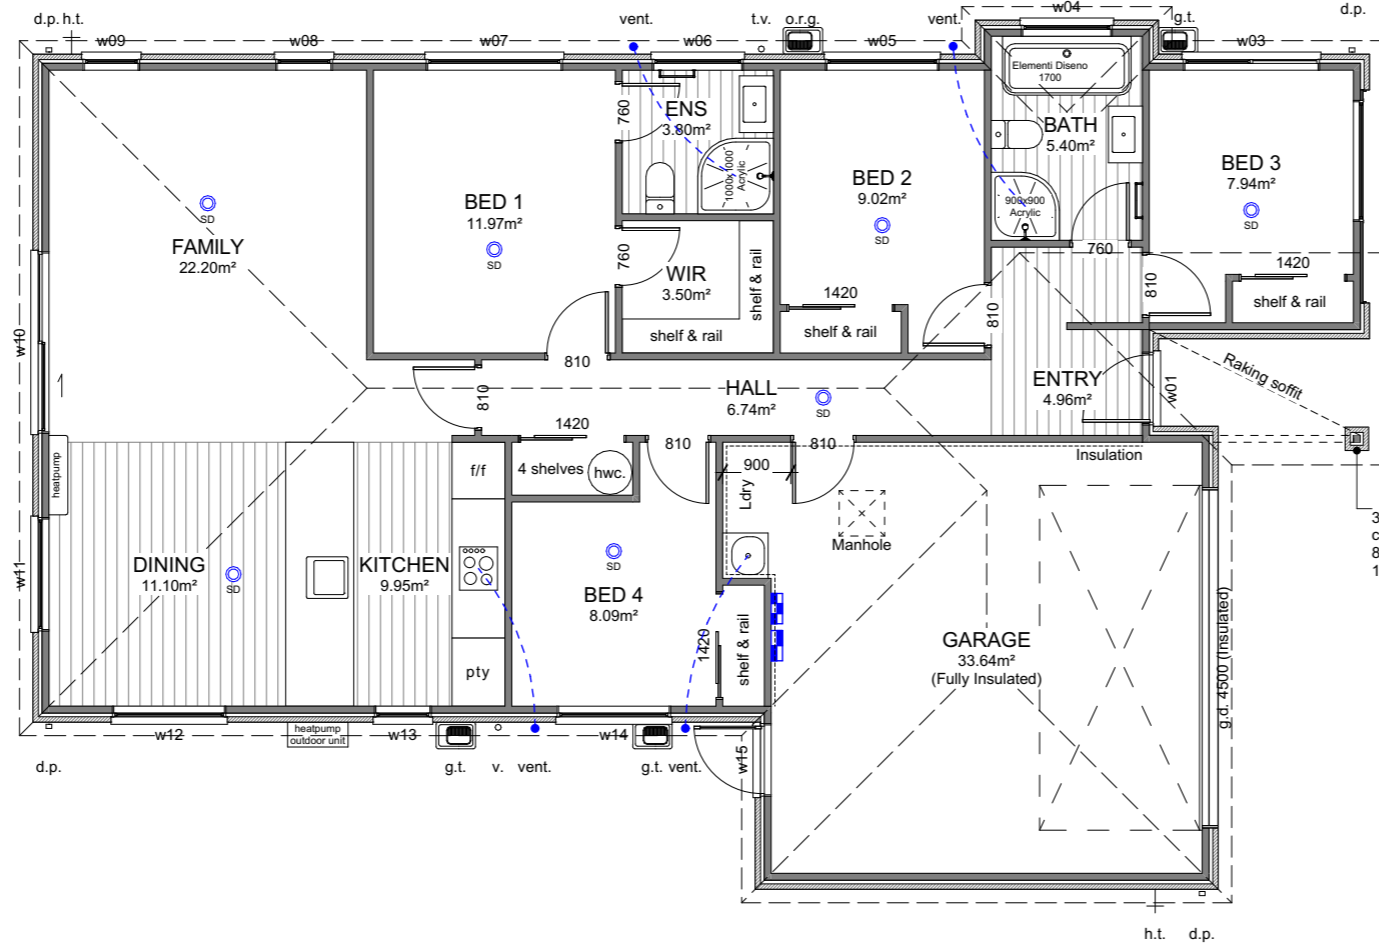 d.p. h.t.
vent.
t.v.
o.r.g.
vent.
w04
g.t.
d.p.
w09
w08
w07
w06
w05
w03
Elementi Diseno
1700
760
ENS
3.80m²
1000x1000
Acrylic
BATH
5.40m²
BED 3
7.94m²
BED 2
9.02m²
BED 1
11.97m²
SD
SD
SD
SD
900x900
Acrylic
FAMILY
22.20m²
760
WIR
3.50m²
shelf & rail
shelf & rail
1420
shelf & rail
810
760
810
1420
shelf & rail
w10
810
810
HALL
6.74m²
SD
ENTRY
4.96m²
w01
Raking soffit
1420
810
810
Insulation
heatpump
f/f
4 shelves
hwc.
Ldry
900
Manhole
3
c
8
1
w11
DINING
11.10m²
SD
KITCHEN
9.95m²
BED 4
8.09m²
SD
1420
shelf & rail
GARAGE
33.64m²
(Fully Insulated)
g.d. 4500 (Insulated)
pty
w12
heatpump
outdoor unit
w13
w14
w15
d.p.
g.t.
v.
vent.
g.t.
vent.
h.t.
d.p.